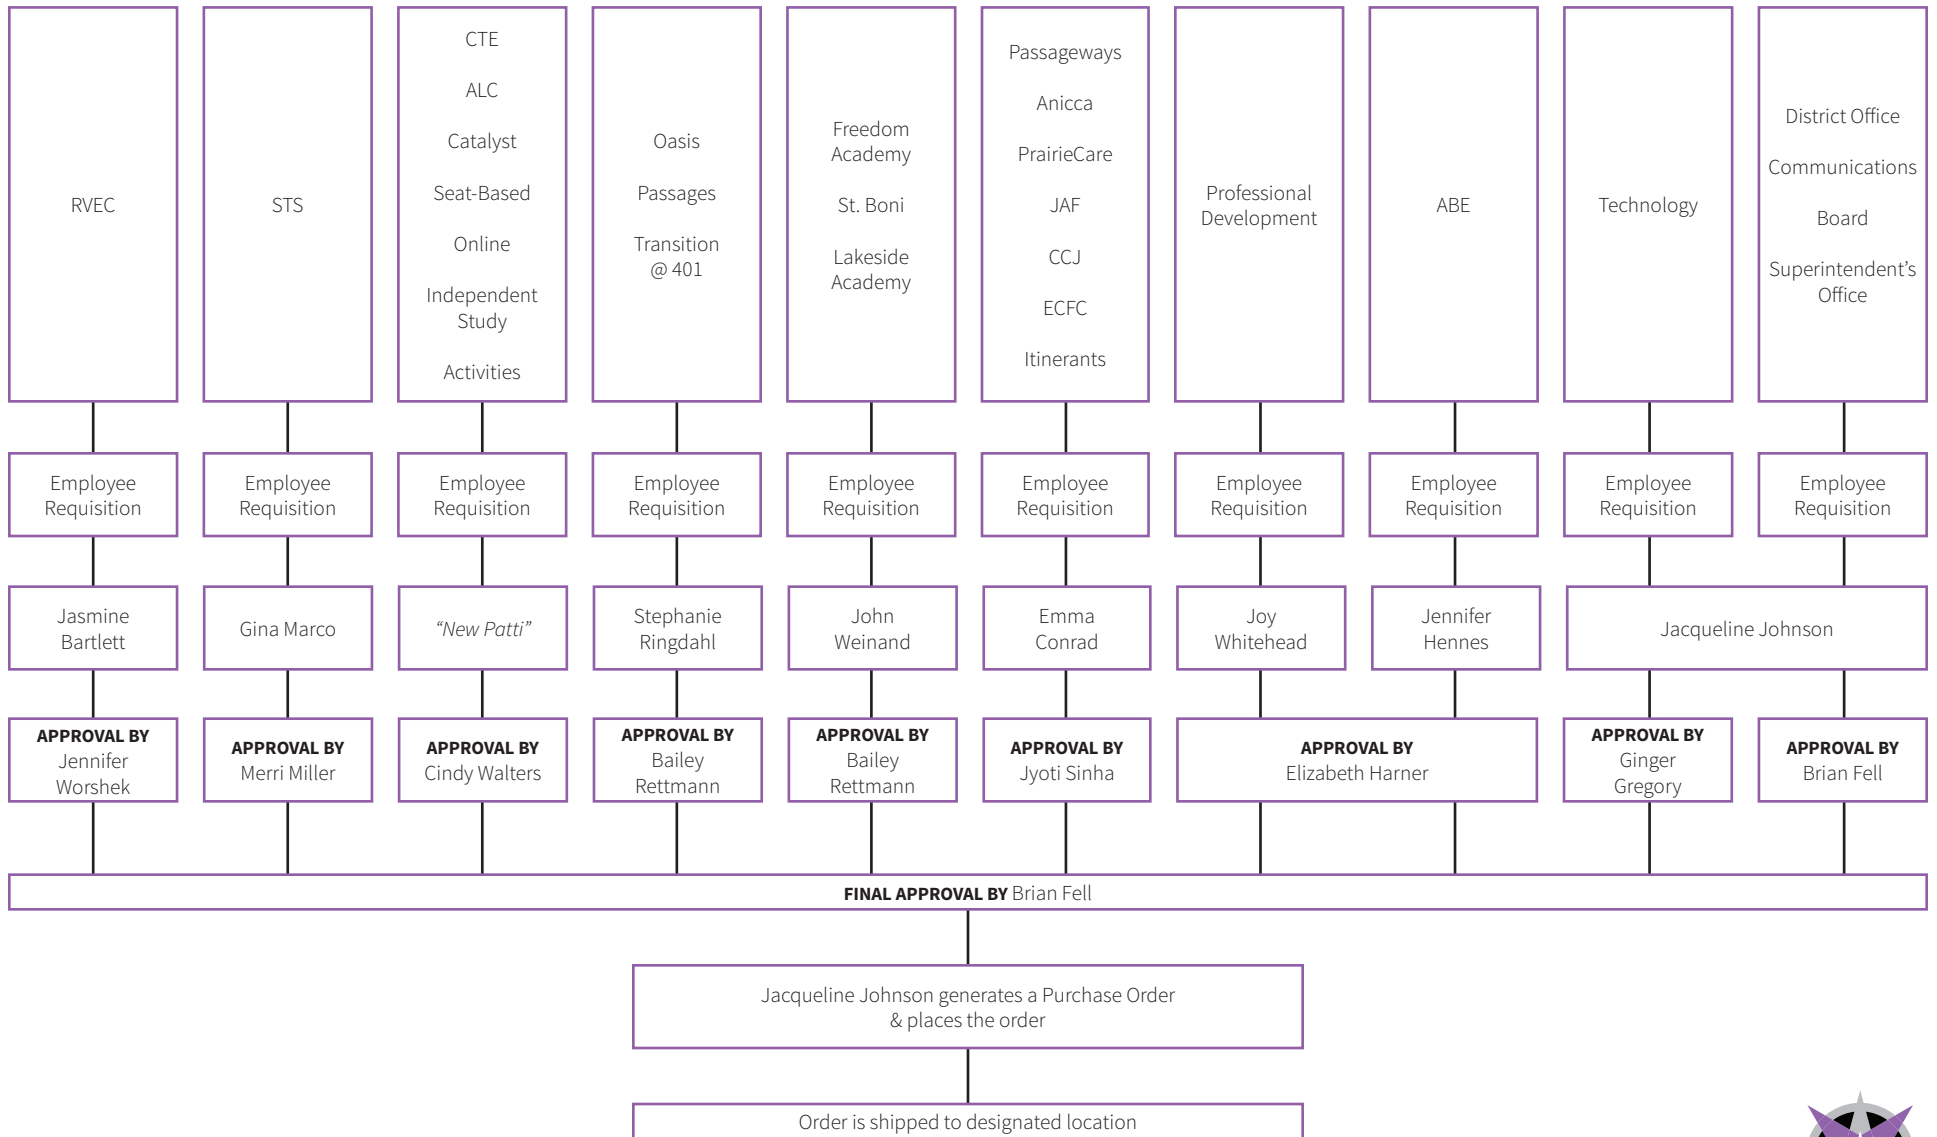 RVEC
STS
CTE
ALC
Catalyst
Seat-Based
Online
Independent
Study
Activities
Oasis
Passages
Transition
@ 401
Freedom
Academy
St. Boni
Lakeside
Academy
Passageways
Anicca
PrairieCare
JAF
CCJ
ECFC
Itinerants
Professional
Development
ABE
Technology
District Office
Communications
Board
Superintendent’s
Office
Employee
Requisition
Employee
Requisition
Employee
Requisition
Employee
Requisition
Employee
Requisition
Employee
Requisition
Employee
Requisition
Employee
Requisition
Employee
Requisition
Employee
Requisition
Jasmine
Bartlett
Gina Marco
“New Patti”
Stephanie
Ringdahl
John
Weinand
Emma
Conrad
Joy
Whitehead
Jennifer
Hennes
Jacqueline Johnson
APPROVAL BY
Jennifer
Worshek
APPROVAL BY
Merri Miller
APPROVAL BY
Cindy Walters
APPROVAL BY
Bailey
Rettmann
APPROVAL BY
Bailey
Rettmann
APPROVAL BY
Jyoti Sinha
APPROVAL BY
Elizabeth Harner
APPROVAL BY
Ginger
Gregory
APPROVAL BY
Brian Fell
FINAL APPROVAL BY Brian Fell
Jacqueline Johnson generates a Purchase Order
& places the order
Order is shipped to designated location